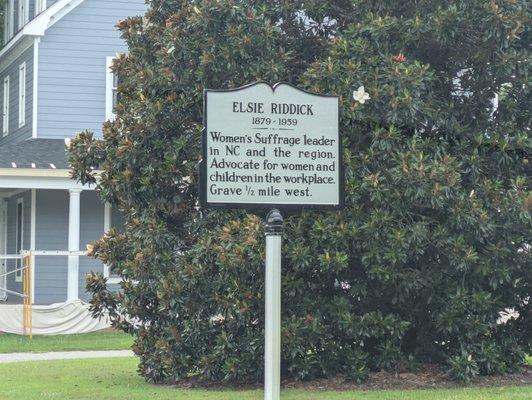 ELSIE RIDDICK
1879 - 1959
Women's Suffrage leader
in NC and the region.
Advocate for women and
children in the workplace.
Grave 1/2 mile west.